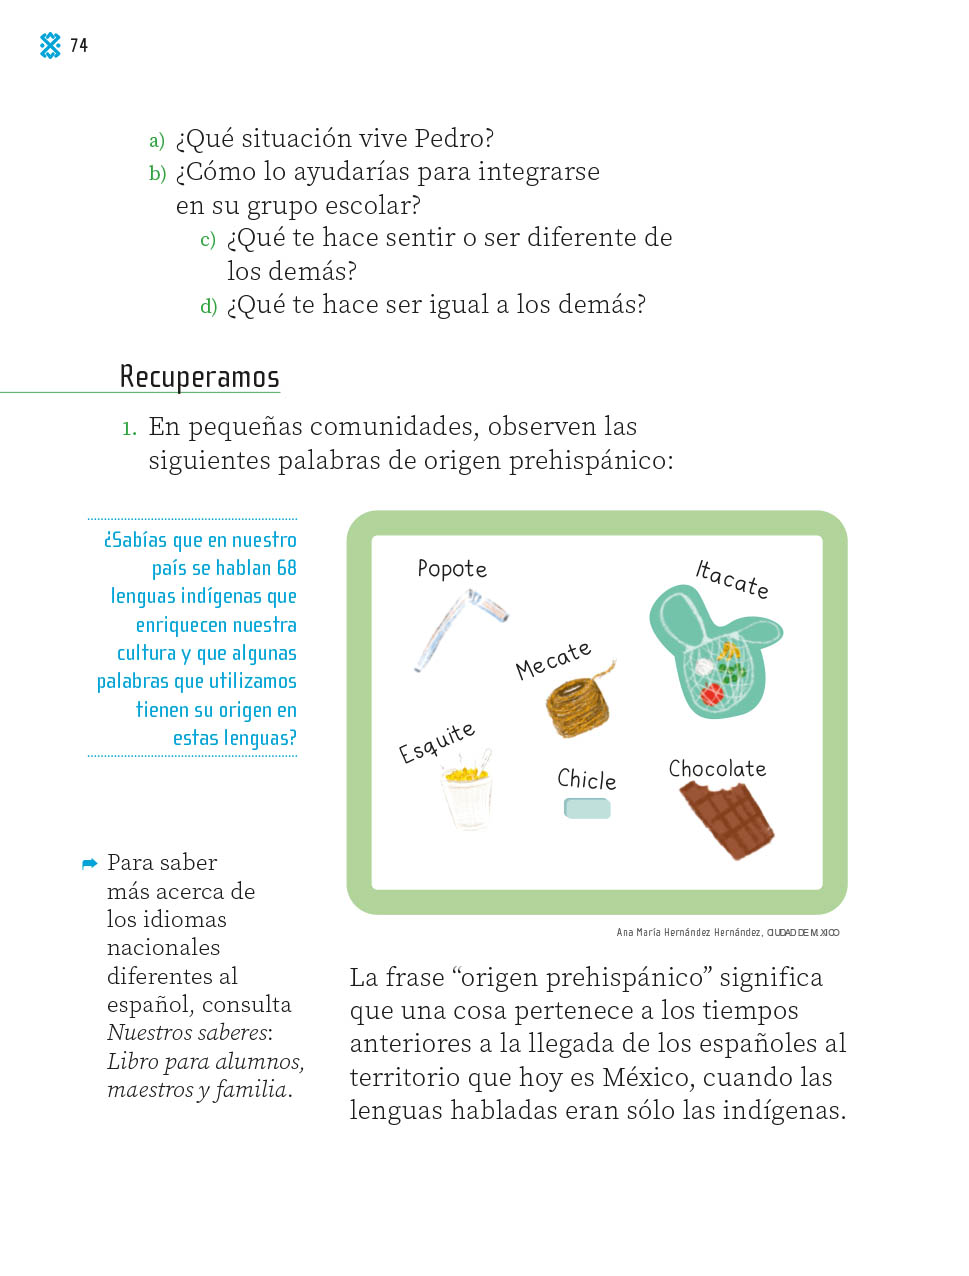 74
a) ¿Qué situación vive Pedro?
b) ¿Cómo lo ayudarías para integrarse
en su grupo escolar?
c) ¿Qué te hace sentir o ser diferente de
los demás?
d) ¿Qué te hace ser igual a los demás?
Recuperamos
1. En pequeñas comunidades, observen las
siguientes palabras de origen prehispánico:
¿Sabías que en nuestro
país se hablan 68
lenguas indígenas que
enriquecen nuestra
cultura y que algunas
palabras que utilizamos
tienen su origen en
estas lenguas?
Popote
Itacate
Mecate
Esquite
Chicle
Chocolate
Ana María Hernández Hernández, CIUDAD DE M.XICO
Para saber
más acerca de
los idiomas
nacionales
diferentes al
español, consulta
Nuestros saberes:
Libro para alumnos,
maestros y familia.
La frase “origen prehispánico” significa
que una cosa pertenece a los tiempos
anteriores a la llegada de los españoles al
territorio que hoy es México, cuando las
lenguas habladas eran sólo las indígenas.